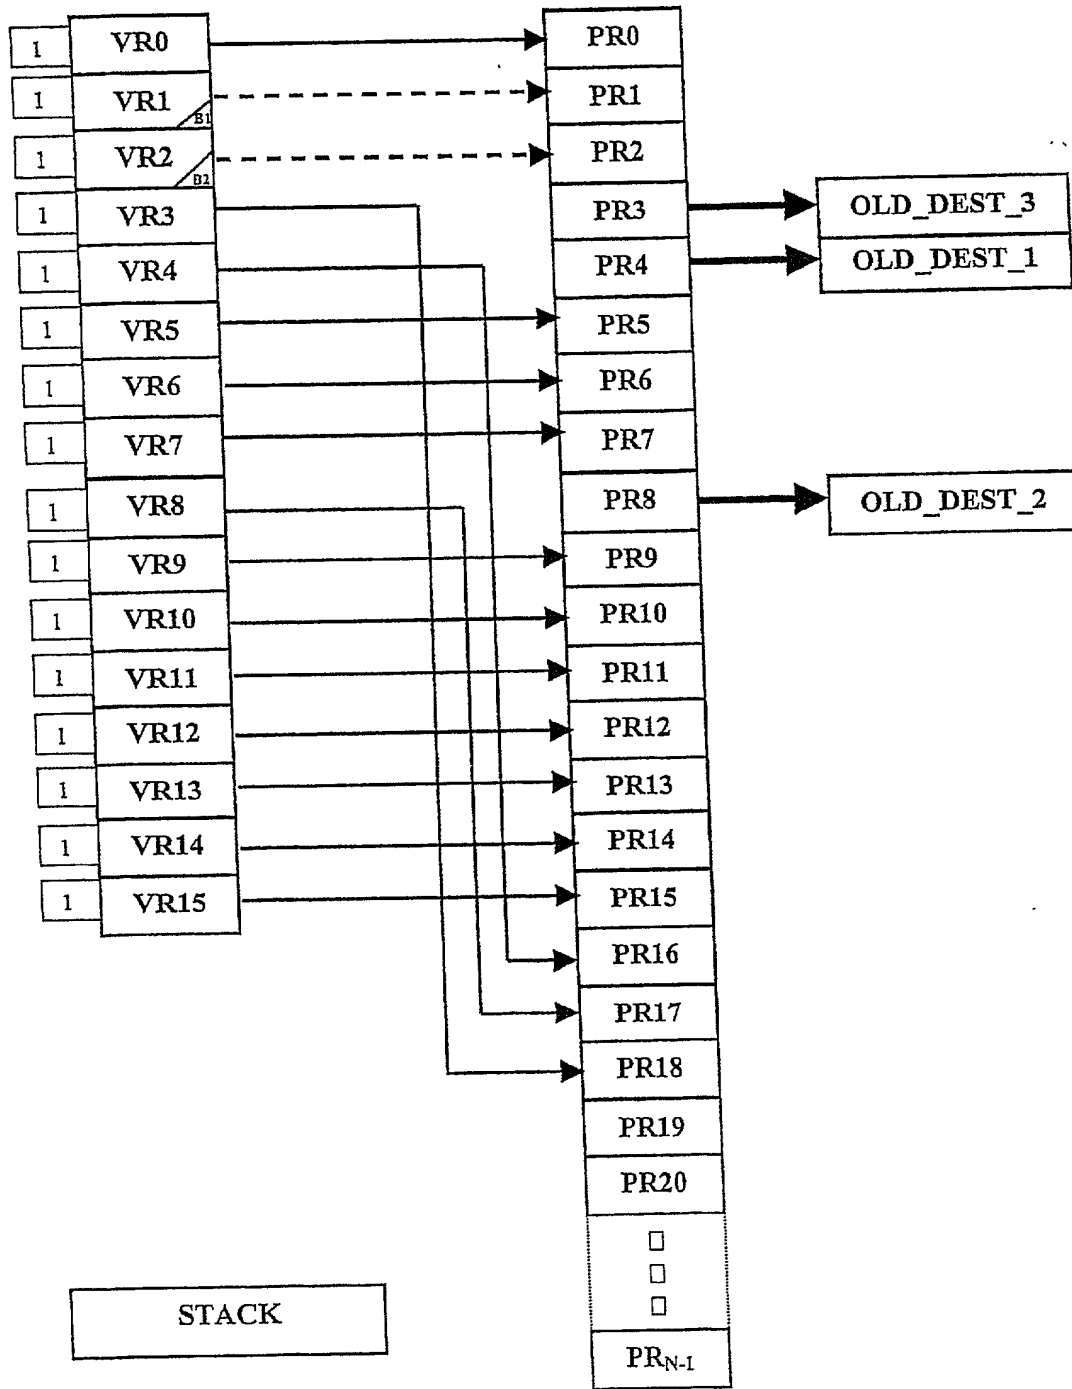 1 VR0 PR0
1 VR1 B1 PR1
1 VR2 B2 PR2
1 VR3 PR3 OLD_DEST_3
1 VR4 PR4 OLD_DEST_1
1 VR5 PR5
1 VR6 PR6
1 VR7 PR7
1 VR8 PR8 OLD_DEST_2
1 VR9 PR9
1 VR10 PR10
1 VR11 PR11
1 VR12 PR12
1 VR13 PR13
1 VR14 PR14
1 VR15 PR15
PR16
PR17
PR18
PR19
PR20
STACK
PRN-1